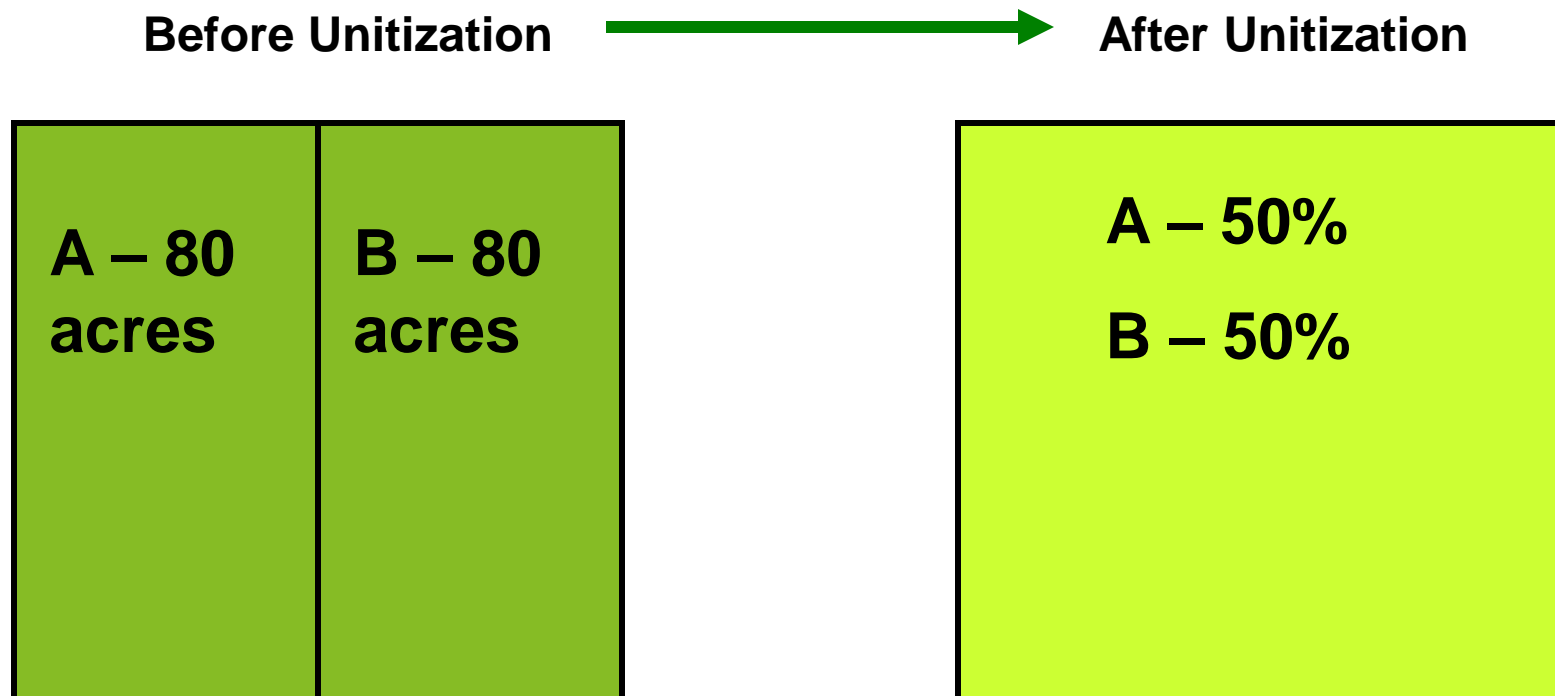 Before Unitization
After Unitization
A – 80
acres
B – 80
acres
A – 50%
B – 50%